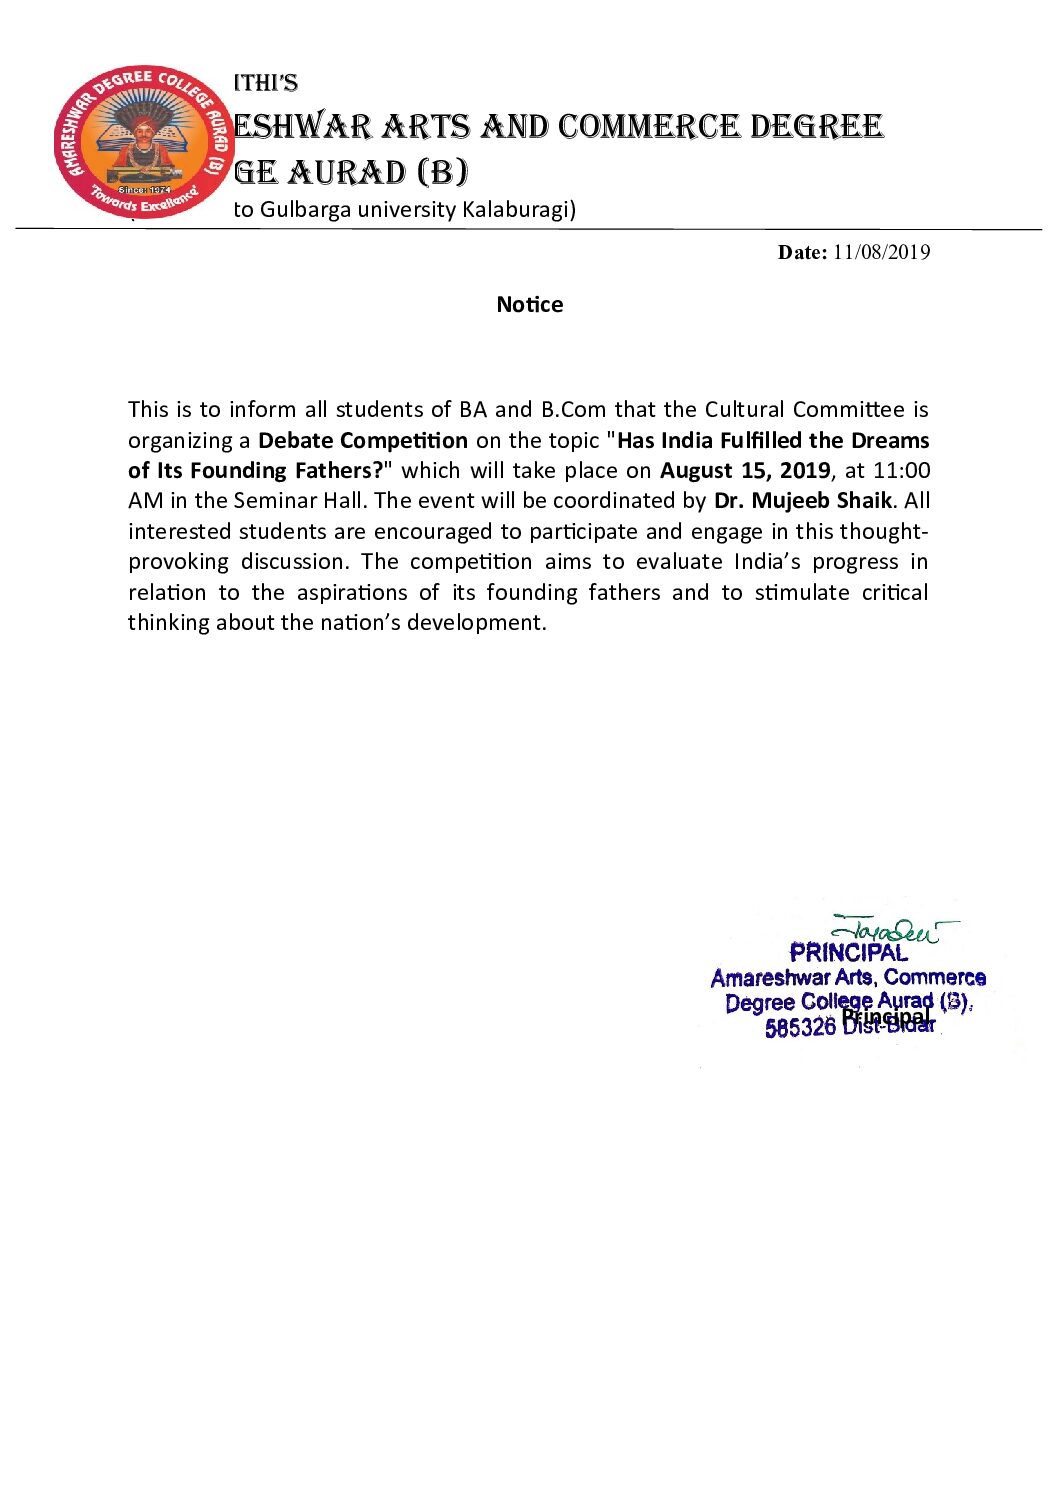 AMARESHWAR DEGREE COLLEGE AURAD (B)
Since 1974
"Towards Excellence"
ITHI'S
ESHWAR ARTS AND COMMERCE DEGREE
GE AURAD (B)
to Gulbarga university Kalaburagi)
Date: 11/08/2019
Notice
This is to inform all students of BA and B.Com that the Cultural Committee is
organizing a Debate Competition on the topic "Has India Fulfilled the Dreams
of Its Founding Fathers?" which will take place on August 15, 2019, at 11:00
AM in the Seminar Hall. The event will be coordinated by Dr. Mujeeb Shaik. All
interested students are encouraged to participate and engage in this thought-
provoking discussion. The competition aims to evaluate India’s progress in
relation to the aspirations of its founding fathers and to stimulate critical
thinking about the nation’s development.
PRINCIPAL
Amareshwar Arts, Commerce
Degree College Aurad (B).
Principal
585326 Dist-Bidar